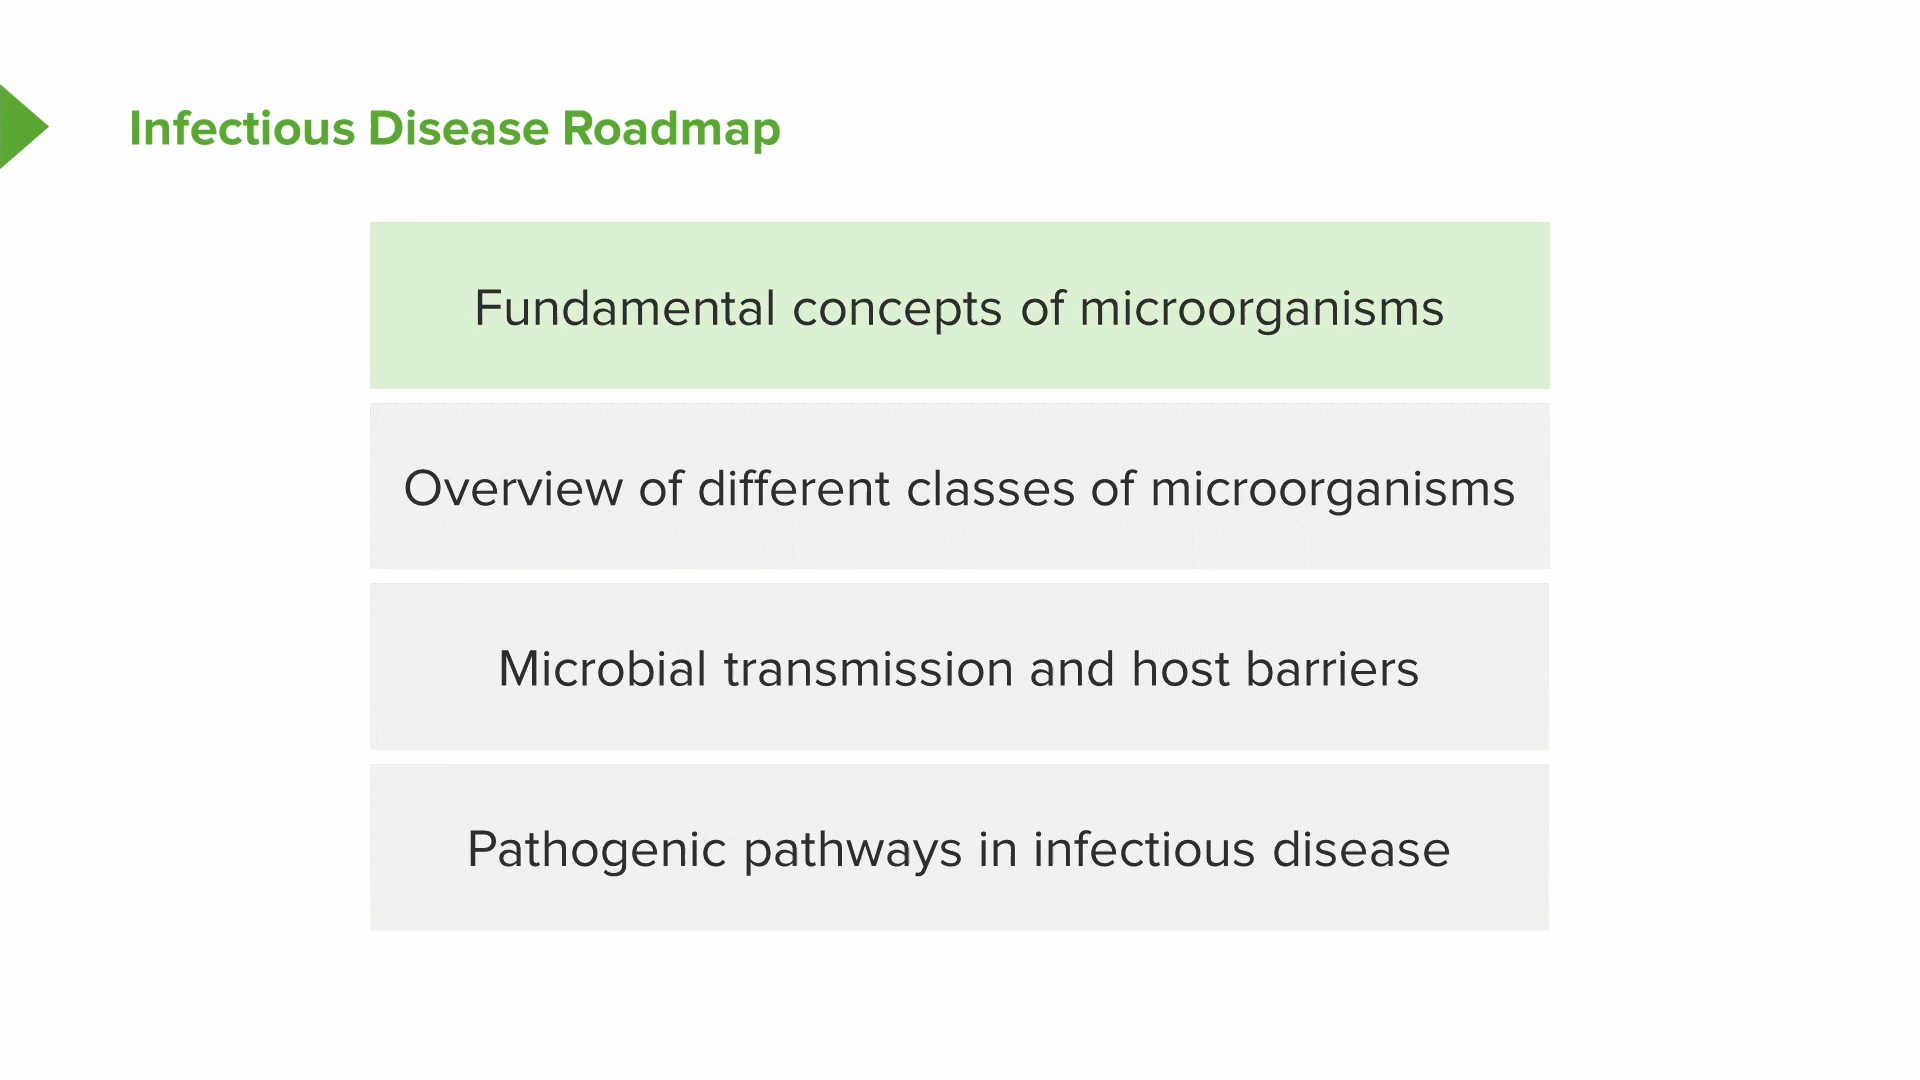 Infectious Disease Roadmap
Fundamental concepts of microorganisms
Overview of different classes of microorganisms
Microbial transmission and host barriers
Pathogenic pathways in infectious disease